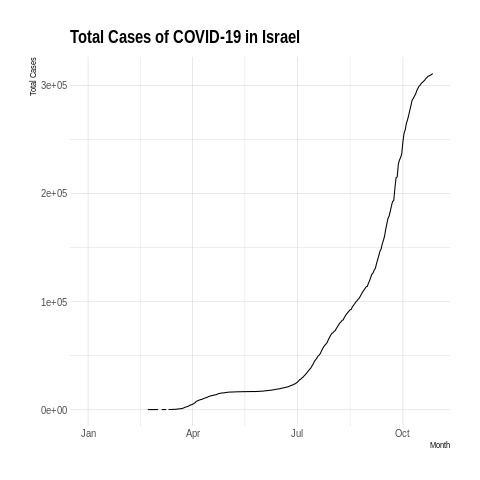 Total Cases of COVID-19 in Israel
Total Cases
3e+05
2e+05
1e+05
0e+00
Jan Apr Jul Oct
Month